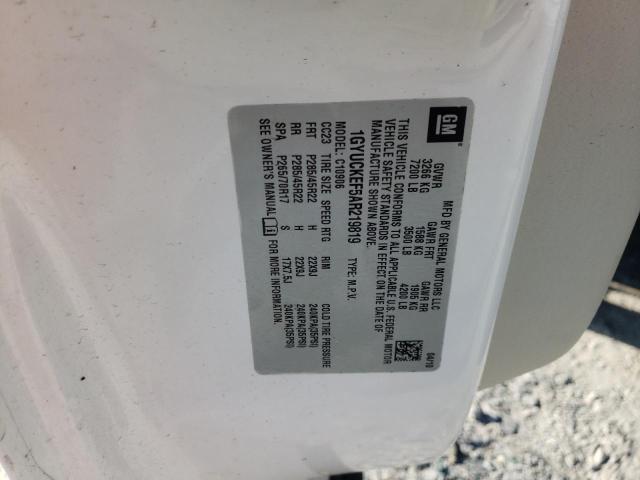 GM
MFD BY GENERAL MOTORS LLC 04/10
GVWR GAWR FRT GAWR RR
3266 KG 1588 KG 1905 KG
7200 LB 3500 LB 4200 LB
THIS VEHICLE CONFORMS TO ALL APPLICABLE U.S. FEDERAL MOTOR
VEHICLE SAFETY STANDARDS IN EFFECT ON THE DATE OF
MANUFACTURE SHOWN ABOVE.
1GYUCKEF5AR219819 TYPE: M.P.V.
MODEL: C10906
CC23 TIRE SIZE SPEED RTG RIM COLD TIRE PRESSURE
FRT P285/45R22 H 22X9J 240KPA(35PSI)
RR P285/45R22 H 22X9J 240KPA(35PSI)
SPA P265/70R17 S 17X7.5J 240KPA(35PSI)
SEE OWNER'S MANUAL FOR MORE INFORMATION.